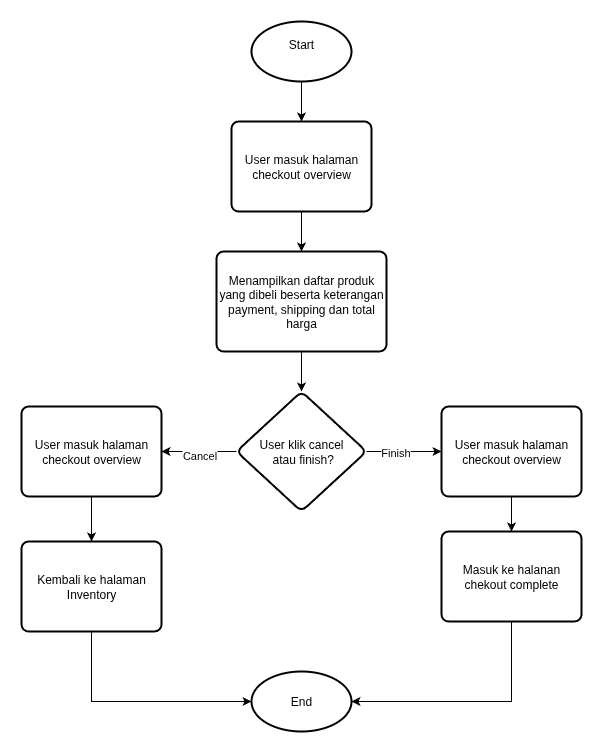 Start
User masuk halaman
checkout overview
Menampilkan daftar produk
yang dibeli beserta keterangan
payment, shipping dan total
harga
User klik cancel
atau finish?
Cancel
Finish
User masuk halaman
checkout overview
User masuk halaman
checkout overview
Kembali ke halaman
Inventory
Masuk ke halanan
chekout complete
End